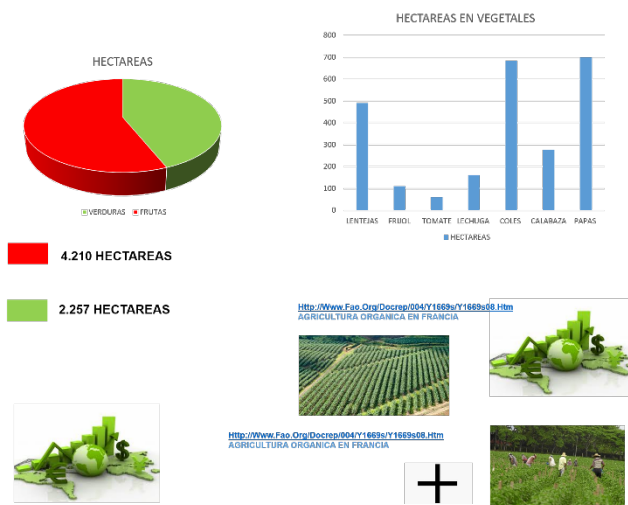 HECTAREAS
VERDURAS FRUTAS
HECTAREAS EN VEGETALES
800
700
600
500
400
300
200
100
0
LENTEJAS FRIJOL TOMATE LECHUGA COLES CALABAZA PAPAS
HECTAREAS
4.210 HECTAREAS
2.257 HECTAREAS
Http://Www.Fao.Org/Docrep/004/Y1669s/Y1669s08.Htm
AGRICULTURA ORGANICA EN FRANCIA
Http://Www.Fao.Org/Docrep/004/Y1669s/Y1669s08.Htm
AGRICULTURA ORGANICA EN FRANCIA